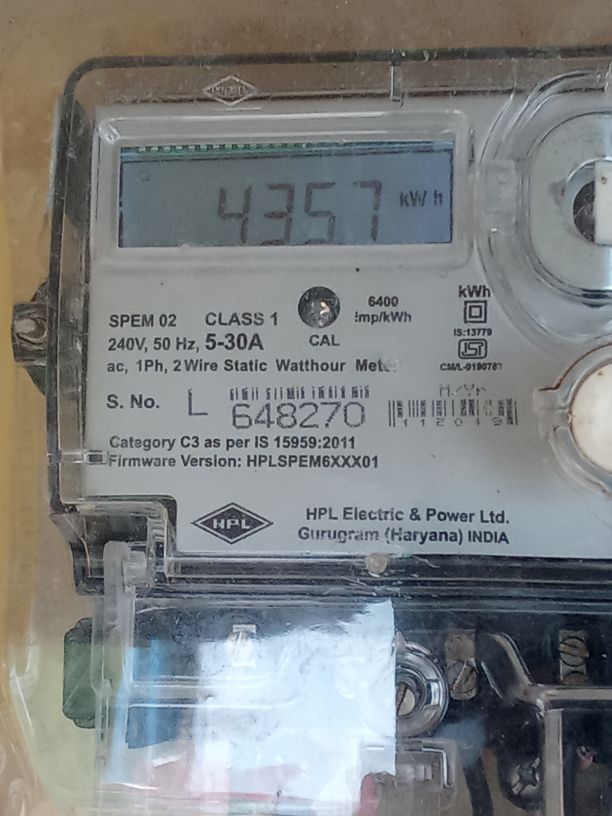 4357 kWh
SPEM 02 CLASS 1 CAL 6400 imp/kWh kWh
240V, 50 Hz, 5-30A
IS:13779
ac, 1Ph, 2 Wire Static Watthour
S. No. L 648270
M./Yr
112019
Category C3 as per IS 15959:2011
Firmware Version: HPLSPEM6XXX01
HPL
HPL Electric & Power Ltd.
Gurugram (Haryana) INDIA